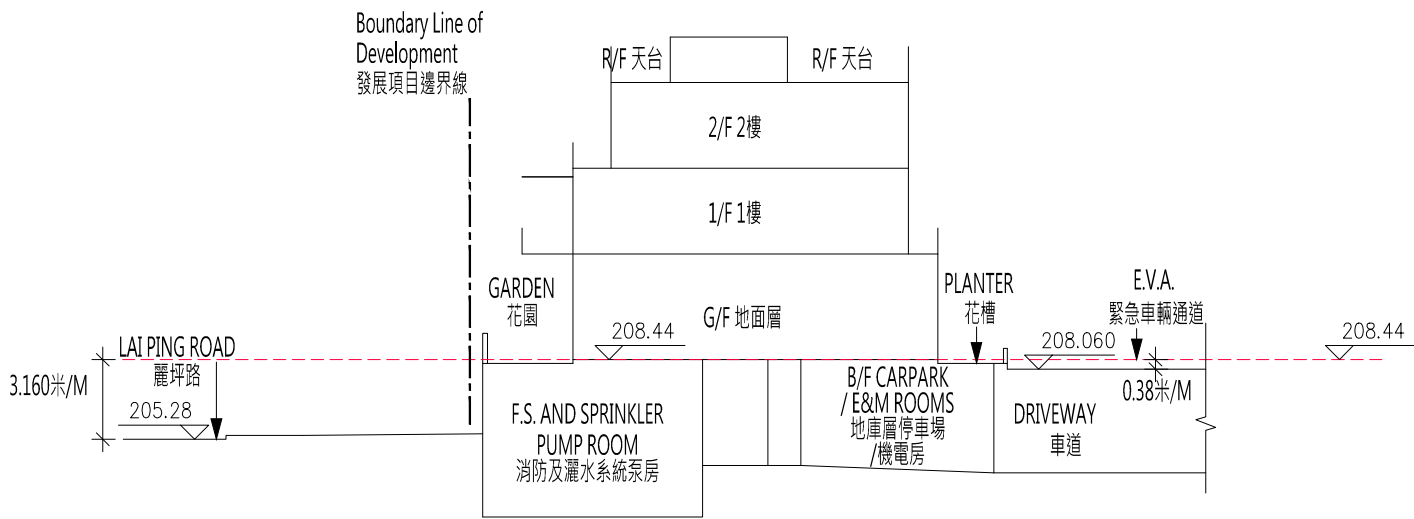 Boundary Line of
Development
發展項目邊界線
R/F 天台
R/F 天台
2/F 2樓
1/F 1樓
GARDEN
花園
G/F 地面層
PLANTER
花槽
E.V.A.
緊急車輛通道
LAI PING ROAD
麗坪路
208.44
208.060
208.44
3.160米/M
205.28
0.38米/M
F.S. AND SPRINKLER
PUMP ROOM
消防及灑水系統泵房
B/F CARPARK
/ E&M ROOMS
地庫層停車場
/機電房
DRIVEWAY
車道